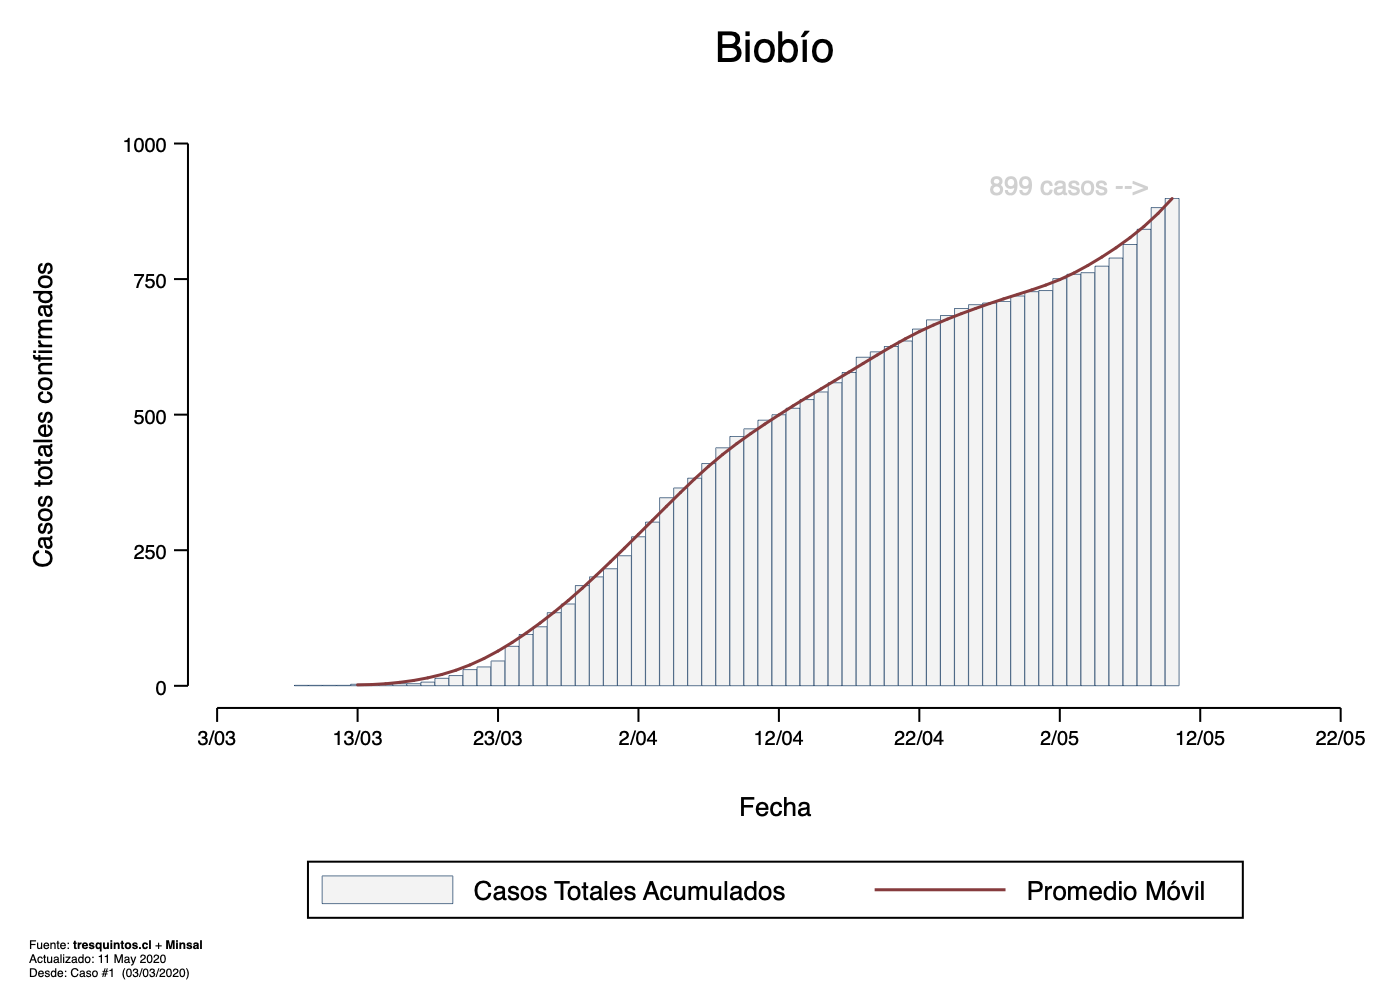 Biobío
1000
899 casos -->
750
500
250
0
Casos totales confirmados
3/03
13/03
23/03
2/04
12/04
22/04
2/05
12/05
22/05
Fecha
Casos Totales Acumulados
Promedio Móvil
Fuente: tresquintos.cl + Minsal
Actualizado: 11 May 2020
Desde: Caso #1 (03/03/2020)